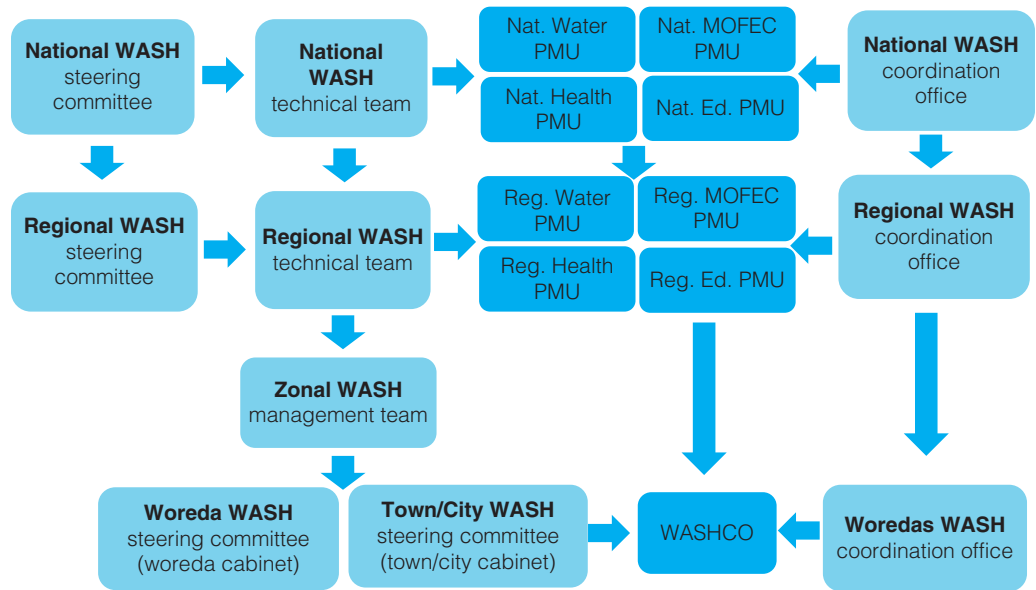 National WASH
steering
committee
National
WASH
technical team
Nat. Water
PMU
Nat. MOFEC
PMU
Nat. Health
PMU
Nat. Ed. PMU
National WASH
coordination
office
Regional WASH
steering
committee
Regional WASH
technical team
Reg. Water
PMU
Reg. MOFEC
PMU
Reg. Health
PMU
Reg. Ed. PMU
Regional WASH
coordination
office
Zonal WASH
management team
Woreda WASH
steering committee
(woreda cabinet)
Town/City WASH
steering committee
(town/city cabinet)
WASHCO
Woredas WASH
coordination office